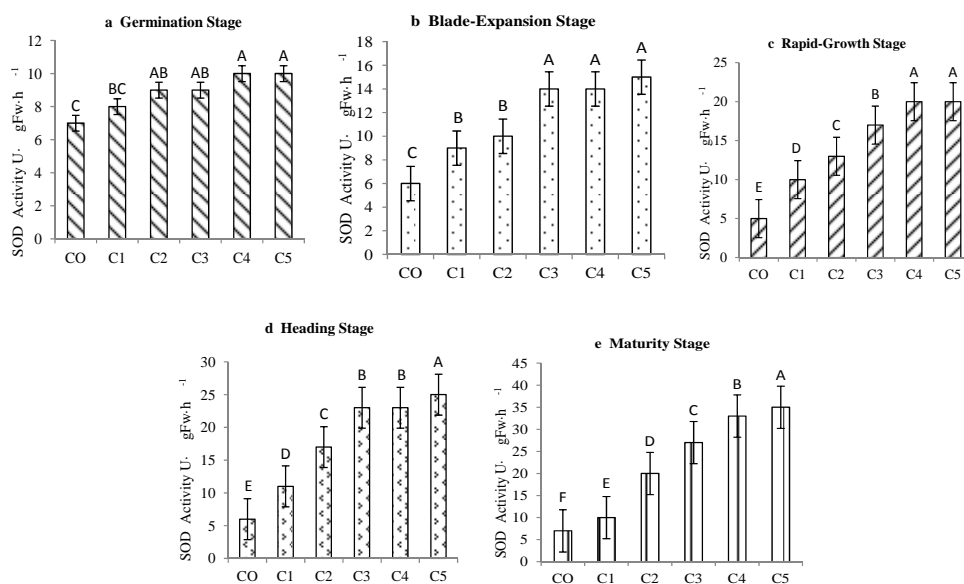 a Germination Stage
SOD Activity U· gFw·h -1
12
10
8
6
4
2
0
C
BC
AB
AB
A
A
CO C1 C2 C3 C4 C5
b Blade-Expansion Stage
SOD Activity U· gFw·h -1
18
16
14
12
10
8
6
4
2
0
C
B
B
A
A
A
CO C1 C2 C3 C4 C5
c Rapid-Growth Stage
SOD Activity U· gFw·h -1
25
20
15
10
5
0
E
D
C
B
A
A
CO C1 C2 C3 C4 C5
d Heading Stage
SOD Activity U· gFw·h -1
30
25
20
15
10
5
0
E
D
C
B
B
A
CO C1 C2 C3 C4 C5
e Maturity Stage
SOD Activity U· gFw·h -1
45
40
35
30
25
20
15
10
5
0
F
E
D
C
B
A
CO C1 C2 C3 C4 C5